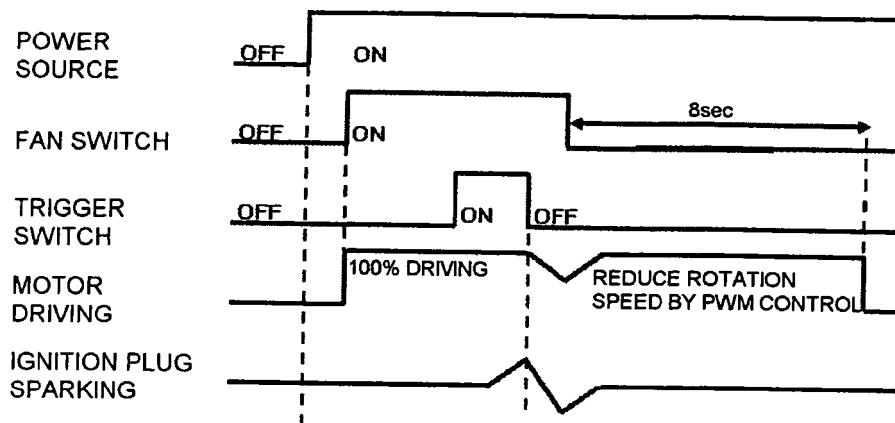 POWER
SOURCE
OFF
ON
FAN SWITCH
OFF
ON
8sec
TRIGGER
SWITCH
OFF
ON
OFF
MOTOR
DRIVING
100% DRIVING
REDUCE ROTATION
SPEED BY PWM CONTROL
IGNITION PLUG
SPARKING